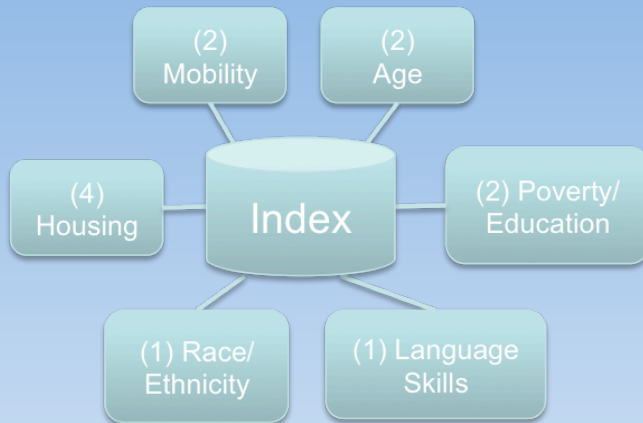 (2)
Mobility
(2)
Age
(4)
Housing
Index
(2) Poverty/
Education
(1) Race/
Ethnicity
(1) Language
Skills